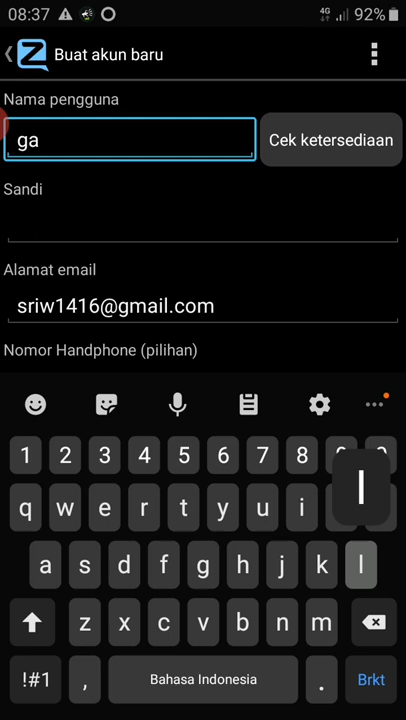 08:37 4G 92%
Z Buat akun baru
Nama pengguna
ga Cek ketersediaan
Sandi
Alamat email
sriw1416@gmail.com
Nomor Handphone (pilihan)
1 2 3 4 5 6 7 8
l
q w e r t y u i
a s d f g h j k l
z x c v b n m
!#1 , Bahasa Indonesia . Brkt